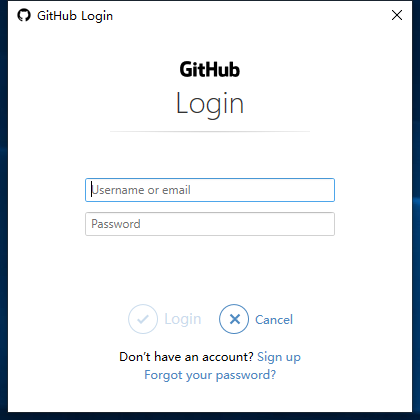 GitHub Login
GitHub
Login
Username or email
Password
Login
Cancel
Don't have an account? Sign up
Forgot your password?